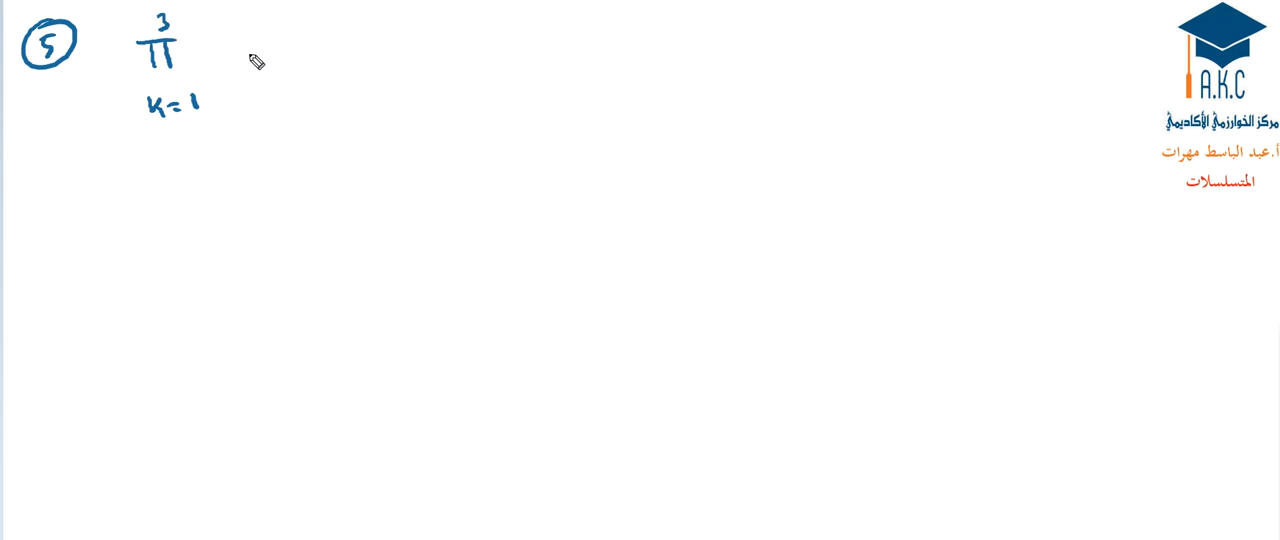 5
3
∏
k=1
A.K.C
مركز الخوارزمي الأكاديمي
أ.عبد الباسط مهرات
المتسلسلات